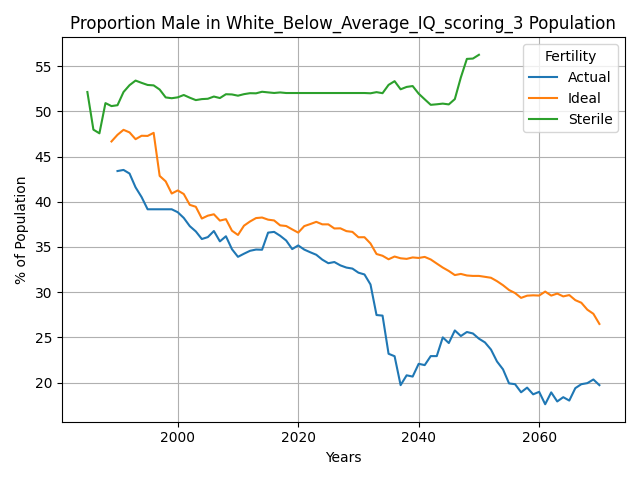 Proportion Male in White_Below_Average_IQ_scoring_3 Population
Fertility
Actual
Ideal
Sterile
% of Population
55
50
45
40
35
30
25
20
2000
2020
2040
2060
Years